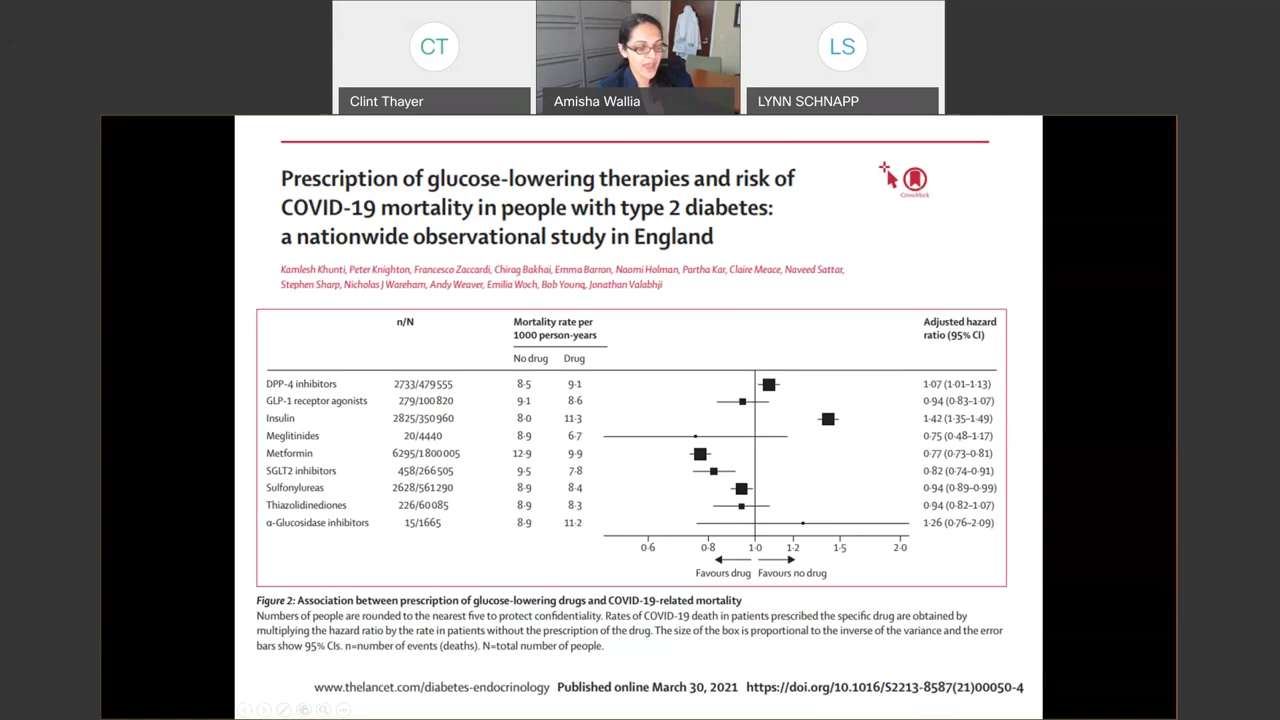 CT
LS
Clint Thayer
Amisha Wallia
LYNN SCHNAPP
Prescription of glucose-lowering therapies and risk of
COVID-19 mortality in people with type 2 diabetes:
a nationwide observational study in England
CrossMark
Kamlesh Khunti, Peter Knighton, Francesco Zaccardi, Chirag Bakhai, Emma Barron, Naomi Holman, Partha Kar, Claire Meace, Naveed Sattar,
Stephen Sharp, Nicholas J Wareham, Andy Weaver, Emilia Woch, Bob Young, Jonathan Valabhji
n/N Mortality rate per Adjusted hazard
1000 person-years ratio (95% CI)
No drug Drug
DPP-4 inhibitors 2733/479 555 8·5 9·1 1·07 (1·01–1·13)
GLP-1 receptor agonists 279/100 820 9·1 8·6 0·94 (0·83–1·07)
Insulin 2825/350 960 8·0 11·3 1·42 (1·35–1·49)
Meglitinides 20/4440 8·9 6·7 0·75 (0·48–1·17)
Metformin 6295/1 800 005 12·9 9·9 0·77 (0·73–0·81)
SGLT2 inhibitors 458/266 505 9·5 7·8 0·82 (0·74–0·91)
Sulfonylureas 2628/561 290 8·9 8·4 0·94 (0·89–0·99)
Thiazolidinediones 226/60 085 8·9 8·3 0·94 (0·82–1·07)
α-Glucosidase inhibitors 15/1665 8·9 11·2 1·26 (0·76–2·09)
0·6 0·8 1·0 1·2 1·5 2·0
Favours drug Favours no drug
Figure 2: Association between prescription of glucose-lowering drugs and COVID-19-related mortality
Numbers of people are rounded to the nearest five to protect confidentiality. Rates of COVID-19 death in patients prescribed the specific drug are obtained by
multiplying the hazard ratio by the rate in patients without the prescription of the drug. The size of the box is proportional to the inverse of the variance and the error
bars show 95% CIs. n=number of events (deaths). N=total number of people.
www.thelancet.com/diabetes-endocrinology Published online March 30, 2021 https://doi.org/10.1016/S2213-8587(21)00050-4